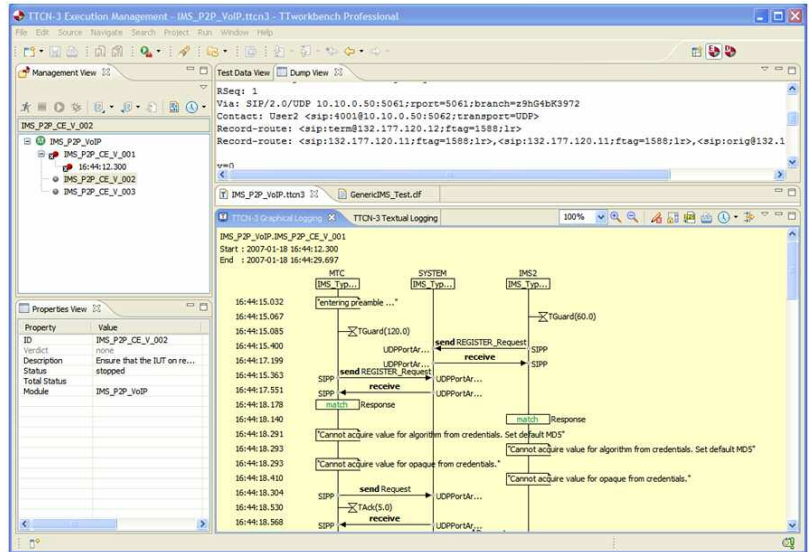 TTCN-3 Execution Management - IMS_P2P_VoIP.ttcn3 - TTworkbench Professional
File Edit Source Navigate Search Project Run Window Help
Management View
IMS_P2P_CE_V_002
IMS_P2P_VoIP
IMS_P2P_CE_V_001
16:44:12.300
IMS_P2P_CE_V_002
IMS_P2P_CE_V_003
Properties View
Property Value
ID IMS_P2P_CE_V_002
Verdict none
Description Ensure that the IUT on re...
Status stopped
Total Status
Module IMS_P2P_VoIP
Test Data View Dump View
RSeq: 1
Via: SIP/2.0/UDP 10.10.0.50:5061;rport=5061;branch=z9hG4bK3972
Contact: User2 <sip:4001@10.10.0.50:5062;transport=UDP>
Record-route: <sip:term@132.177.120.12;ftag=1588;lr>
Record-route: <sip:132.177.120.11;ftag=1588;lr>,<sip:132.177.120.11;ftag=1588;lr>,<sip:orig@132.1
v=0
IMS_P2P_VoIP.ttcn3 GenericIMS_Test.clf
TTCN-3 Graphical Logging TTCN-3 Textual Logging 100%
IMS_P2P_VoIP.IMS_P2P_CE_V_001
Start : 2007-01-18 16:44:12.300
End : 2007-01-18 16:44:29.697
MTC SYSTEM IMS2
IMS_Typ... IMS_Typ... IMS_Typ...
16:44:15.032 "entering preamble ..."
16:44:15.067 TGuard(60.0)
16:44:15.085 TGuard(120.0)
16:44:15.400 UDPPortAr... send REGISTER_Request SIPP
16:44:17.199 UDPPortAr... receive SIPP
16:44:15.363 SIPP send REGISTER_Request UDPPortAr...
16:44:17.551 SIPP receive UDPPortAr...
16:44:18.178 match Response
16:44:18.140 match Response
16:44:18.291 "Cannot acquire value for algorithm from credentials. Set default MD5"
16:44:18.293 "Cannot acquire value for algorithm from credentials. Set default MD5"
16:44:18.293 "Cannot acquire value for opaque from credentials."
16:44:18.410 "Cannot acquire value for opaque from credentials."
16:44:18.304 SIPP send Request UDPPortAr...
16:44:18.530 TAck(5.0)
16:44:18.568 SIPP receive UDPPortAr...